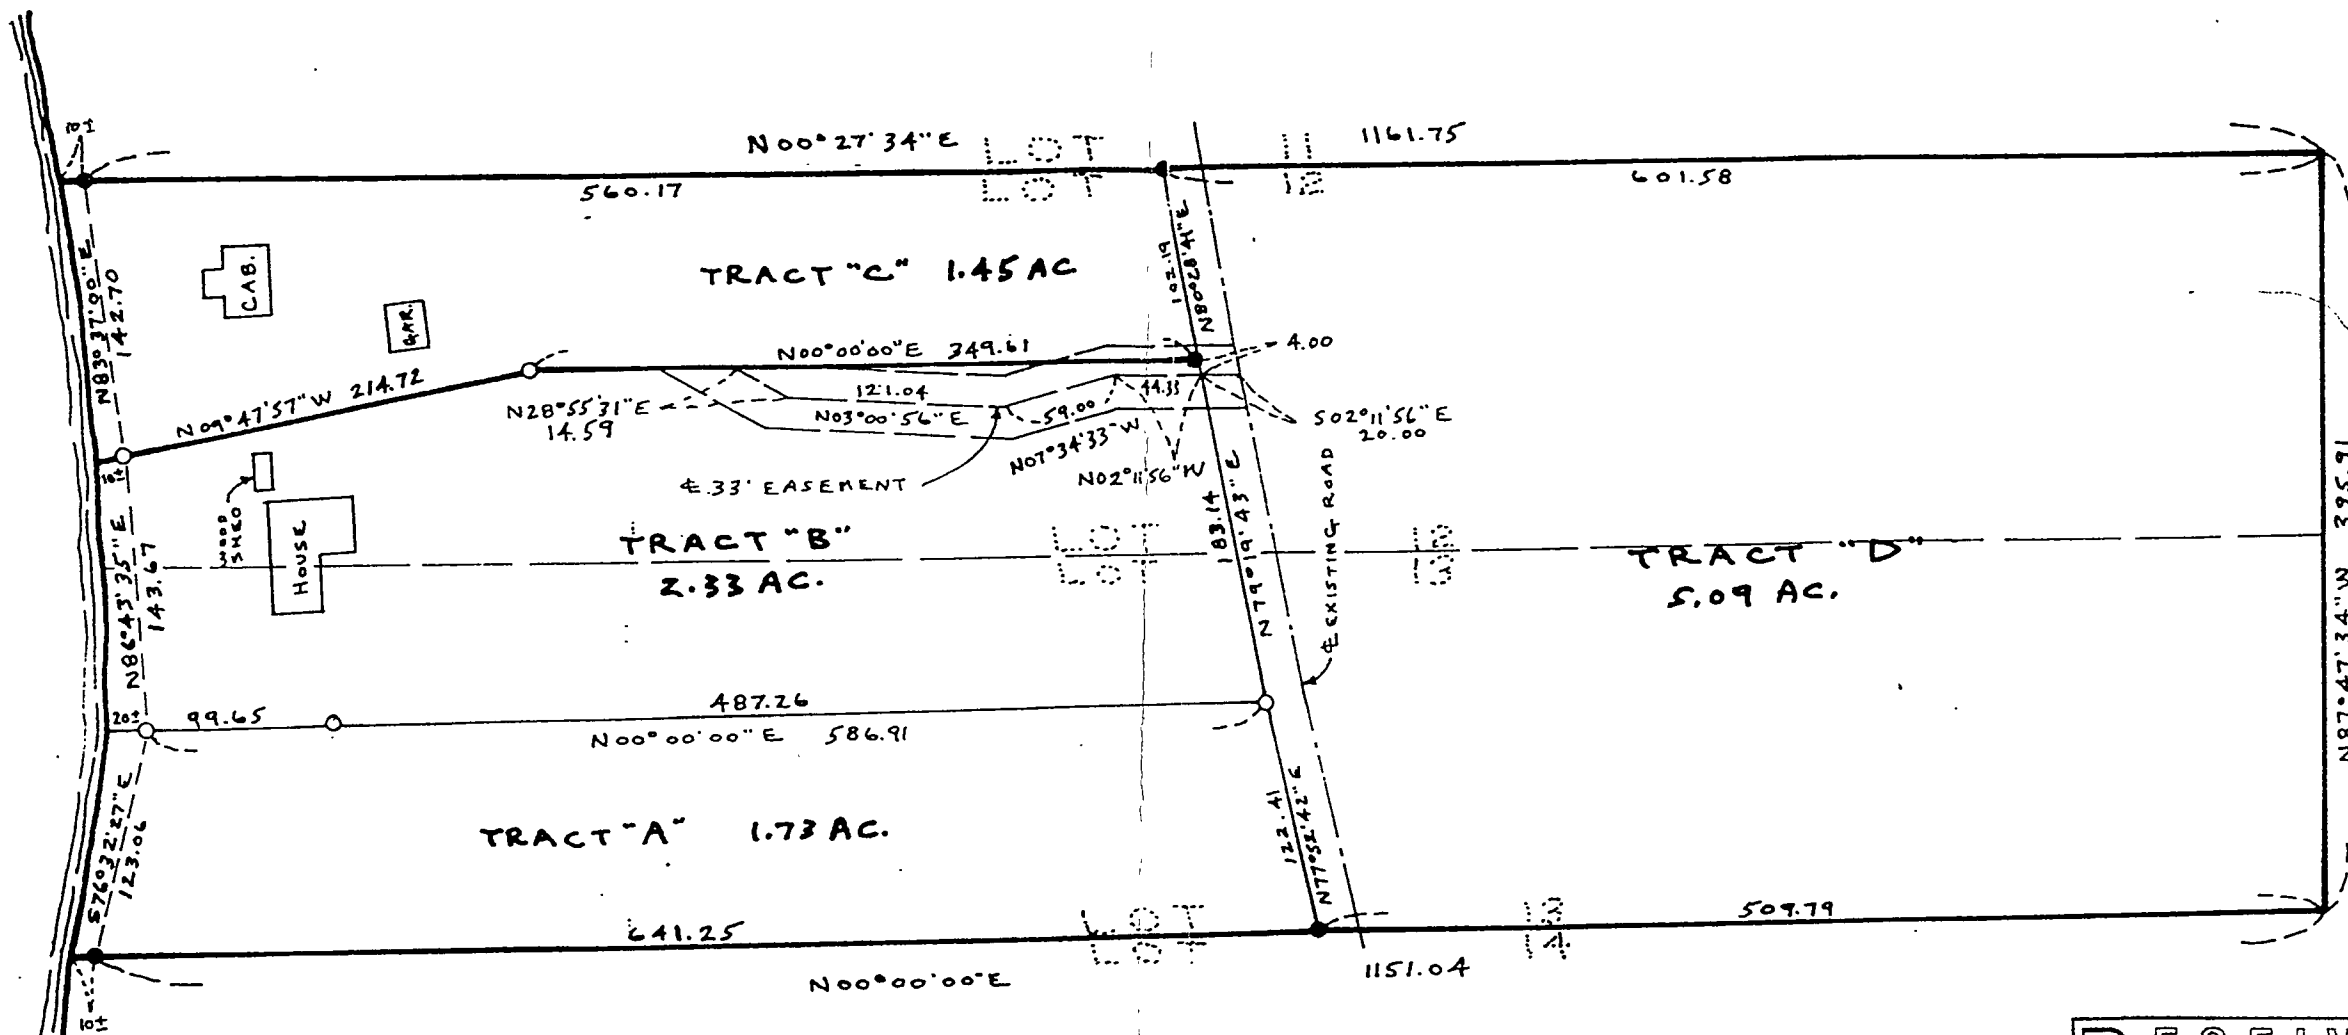 N00°27'34"E
1161.75
LOT 11
LOT 12
560.17
601.58
10±
N83°37'00"E
142.70
CAB.
GAR.
TRACT "C" 1.45 AC
102.19
N80°28'41"E
N00°00'00"E 349.61
4.00
N09°47'57"W 214.72
N28°55'31"E
14.59
121.04
N03°00'56"E
59.00
44.33
N07°34'33"W
N02°11'56"W
S02°11'56"E
20.00
℄ 33' EASEMENT
10±
WOOD
SHED
HOUSE
N86°43'35"E
143.67
TRACT "B"
2.33 AC.
LOT 12
LOT 13
183.14
N79°19'43"E
℄ EXISTING ROAD
TRACT "D"
5.09 AC.
N87°47'34"W 395.91
20±
99.65
487.26
N00°00'00"E 586.91
S76°32'27"E
123.06
TRACT "A" 1.73 AC.
122.41
N77°52'42"E
641.25
LOT 13
LOT 14
509.79
N00°00'00"E
1151.04
10±